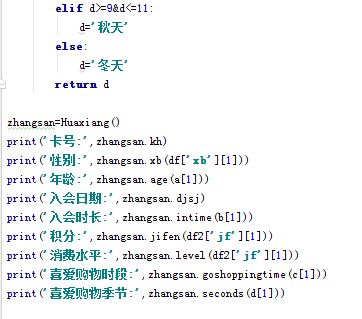 elif d>=9&d<=11:
d='秋天'
else:
d='冬天'
return d
zhangsan=Huaxiang()
print('卡号:',zhangsan.kh)
print('性别:',zhangsan.xb(df['xb'][1]))
print('年龄:',zhangsan.age(a[1]))
print('入会日期:',zhangsan.djsj)
print('入会时长:',zhangsan.intime(b[1]))
print('积分:',zhangsan.jifen(df2['jf'][1]))
print('消费水平:',zhangsan.level(df2['jf'][1]))
print('喜爱购物时段:',zhangsan.goshoppingtime(c[1]))
print('喜爱购物季节:',zhangsan.seconds(d[1]))